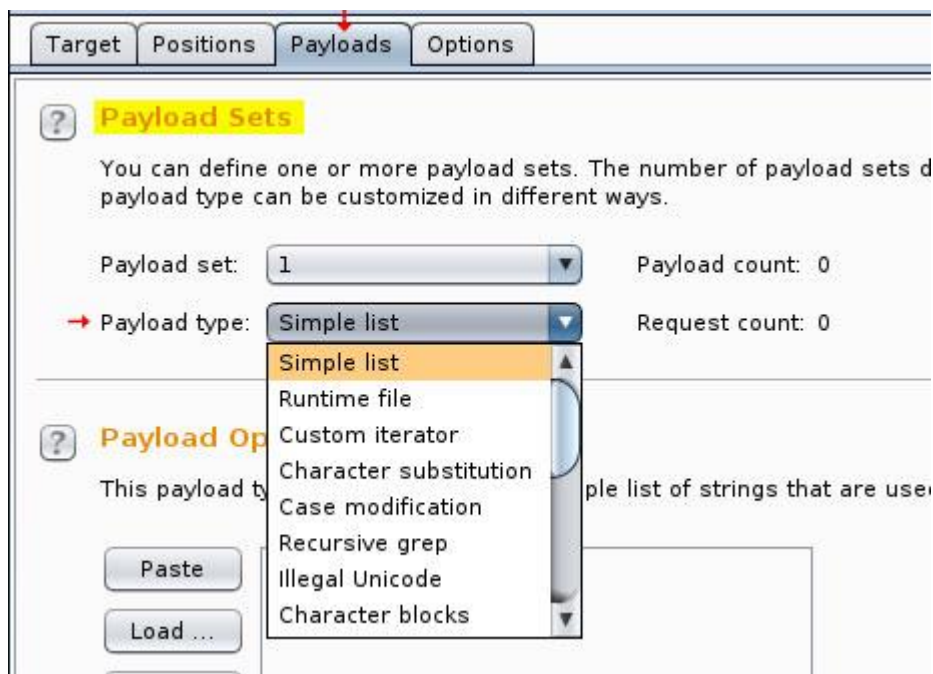 Target Positions Payloads Options
? Payload Sets
You can define one or more payload sets. The number of payload sets
payload type can be customized in different ways.
Payload set: 1 Payload count: 0
Payload type: Simple list Request count: 0
Simple list
Runtime file
Custom iterator
? Payload Op
Character substitution
This payload ple list of strings that are
Case modification
Recursive grep
Paste
Illegal Unicode
Character blocks
Load ...